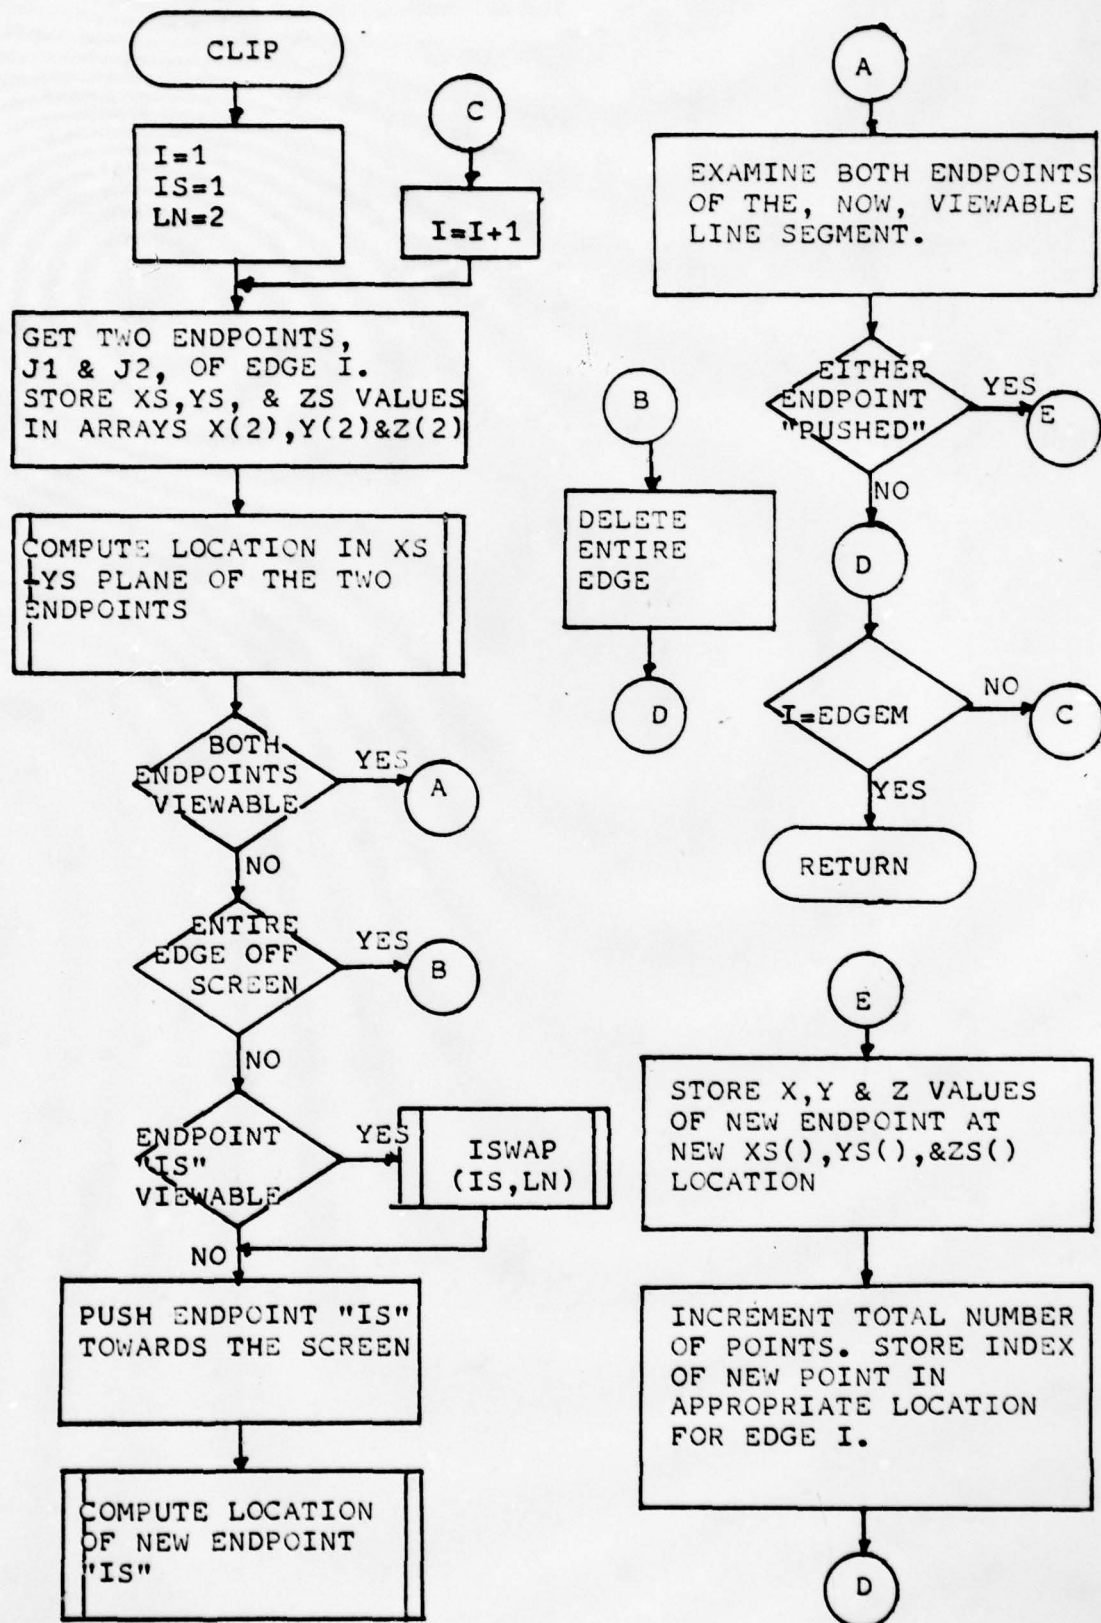 CLIP
I=1
IS=1
LN=2
C
I=I+1
GET TWO ENDPOINTS,
J1 & J2, OF EDGE I.
STORE XS,YS, & ZS VALUES
IN ARRAYS X(2),Y(2)&Z(2)
COMPUTE LOCATION IN XS
-YS PLANE OF THE TWO
ENDPOINTS
BOTH
ENDPOINTS
VIEWABLE
YES
A
NO
ENTIRE
EDGE OFF
SCREEN
YES
B
NO
ENDPOINT
"IS"
VIEWABLE
YES
ISWAP
(IS,LN)
NO
PUSH ENDPOINT "IS"
TOWARDS THE SCREEN
COMPUTE LOCATION
OF NEW ENDPOINT
"IS"
A
EXAMINE BOTH ENDPOINTS
OF THE, NOW, VIEWABLE
LINE SEGMENT.
EITHER
ENDPOINT
"PUSHED"
YES
E
NO
D
I=EDGEM
NO
C
YES
RETURN
B
DELETE
ENTIRE
EDGE
D
E
STORE X,Y & Z VALUES
OF NEW ENDPOINT AT
NEW XS(),YS(),&ZS()
LOCATION
INCREMENT TOTAL NUMBER
OF POINTS. STORE INDEX
OF NEW POINT IN
APPROPRIATE LOCATION
FOR EDGE I.
D